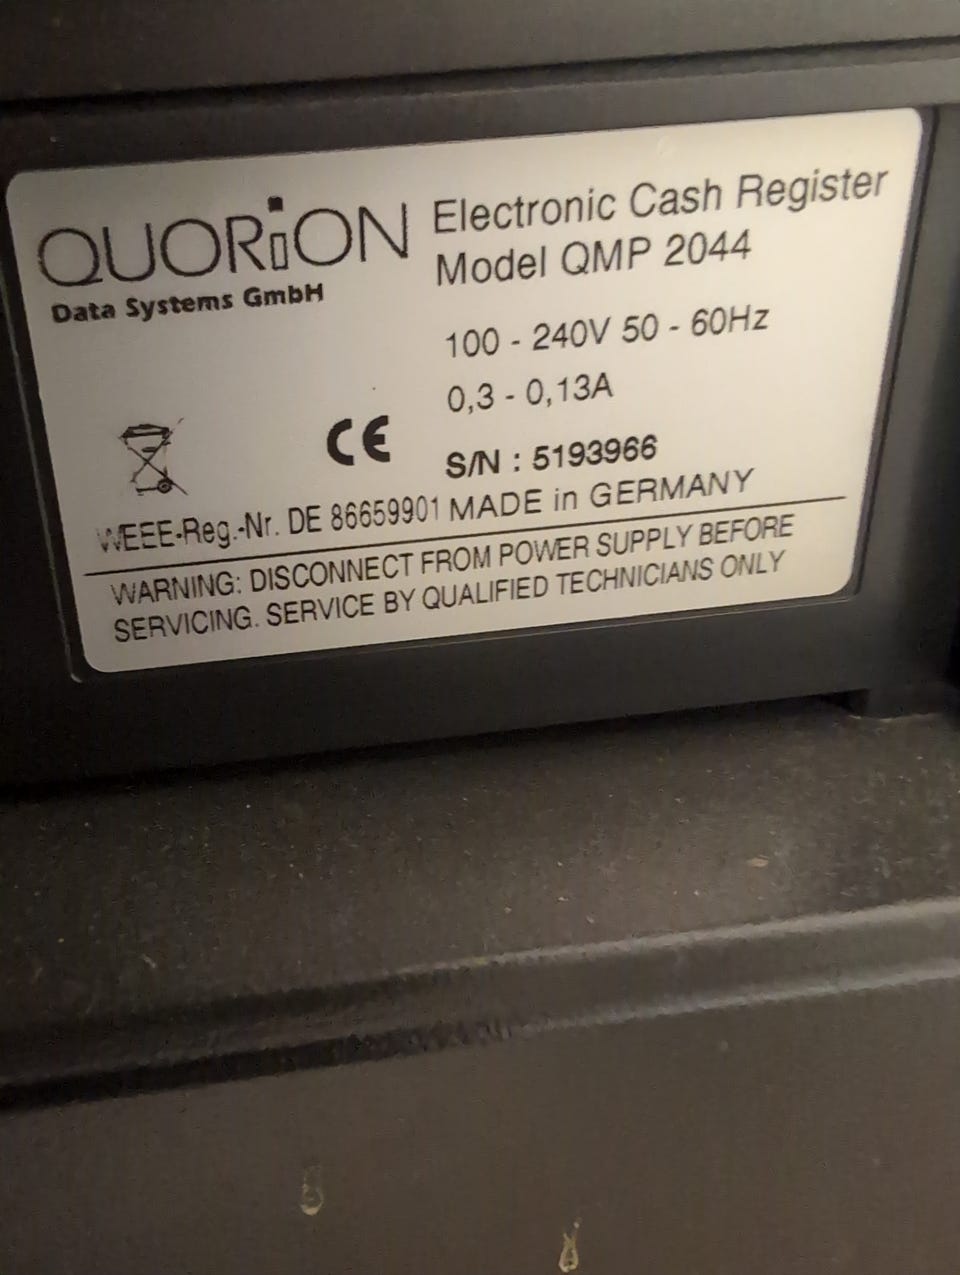 QUORiON
Data Systems GmbH
Electronic Cash Register
Model QMP 2044
100 - 240V 50 - 60Hz
0,3 - 0,13A
CE
S/N : 5193966
WEEE-Reg.-Nr. DE 86659901 MADE in GERMANY
WARNING: DISCONNECT FROM POWER SUPPLY BEFORE
SERVICING. SERVICE BY QUALIFIED TECHNICIANS ONLY